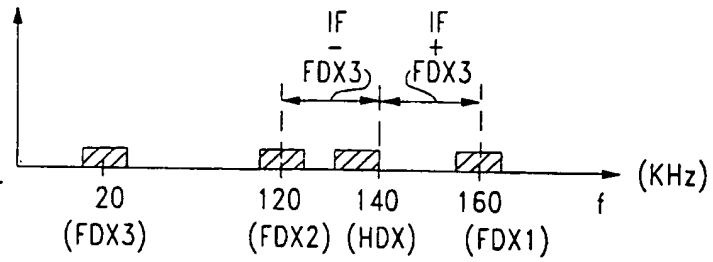 IF IF
- +
FDX3 FDX3
(KHz)
20 120 140 160 f
(FDX3) (FDX2) (HDX) (FDX1)